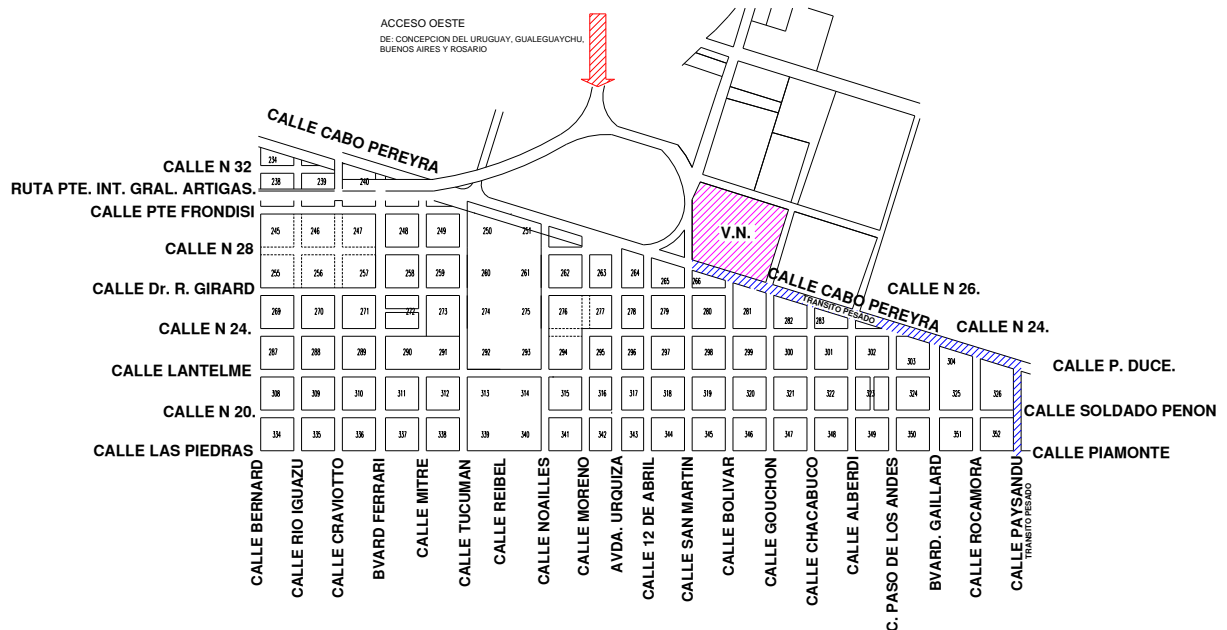 ACCESO OESTE
DE: CONCEPCION DEL URUGUAY, GUALEGUAYCHU,
BUENOS AIRES Y ROSARIO
CALLE CABO PEREYRA
CALLE N 32
RUTA PTE. INT. GRAL. ARTIGAS.
CALLE PTE FRONDISI
CALLE N 28
CALLE Dr. R. GIRARD
CALLE N 24.
CALLE LANTELME
CALLE N 20.
CALLE LAS PIEDRAS
234
238 239 240
245 246 247 248 249 250 251
255 256 257 258 259 260 261 262 263 264 265 266
269 270 271 272 273 274 275 276 277 278 279 280 281 282 283
287 288 289 290 291 292 293 294 295 296 297 298 299 300 301 302 303 304
308 309 310 311 312 313 314 315 316 317 318 319 320 321 322 323 324 325 326
334 335 336 337 338 339 340 341 342 343 344 345 346 347 348 349 350 351 352
V.N.
CALLE CABO PEREYRA
TRANSITO PESADO
CALLE N 26.
CALLE N 24.
CALLE P. DUCE.
CALLE SOLDADO PENON
CALLE PIAMONTE
CALLE BERNARD
CALLE RIO IGUAZU
CALLE CRAVIOTTO
BVARD FERRARI
CALLE MITRE
CALLE TUCUMAN
CALLE REIBEL
CALLE NOAILLES
CALLE MORENO
AVDA. URQUIZA
CALLE 12 DE ABRIL
CALLE SAN MARTIN
CALLE BOLIVAR
CALLE GOUCHON
CALLE CHACABUCO
CALLE ALBERDI
C. PASO DE LOS ANDES
BVARD. GAILLARD
CALLE ROCAMORA
CALLE PAYSANDU
TRANSITO PESADO